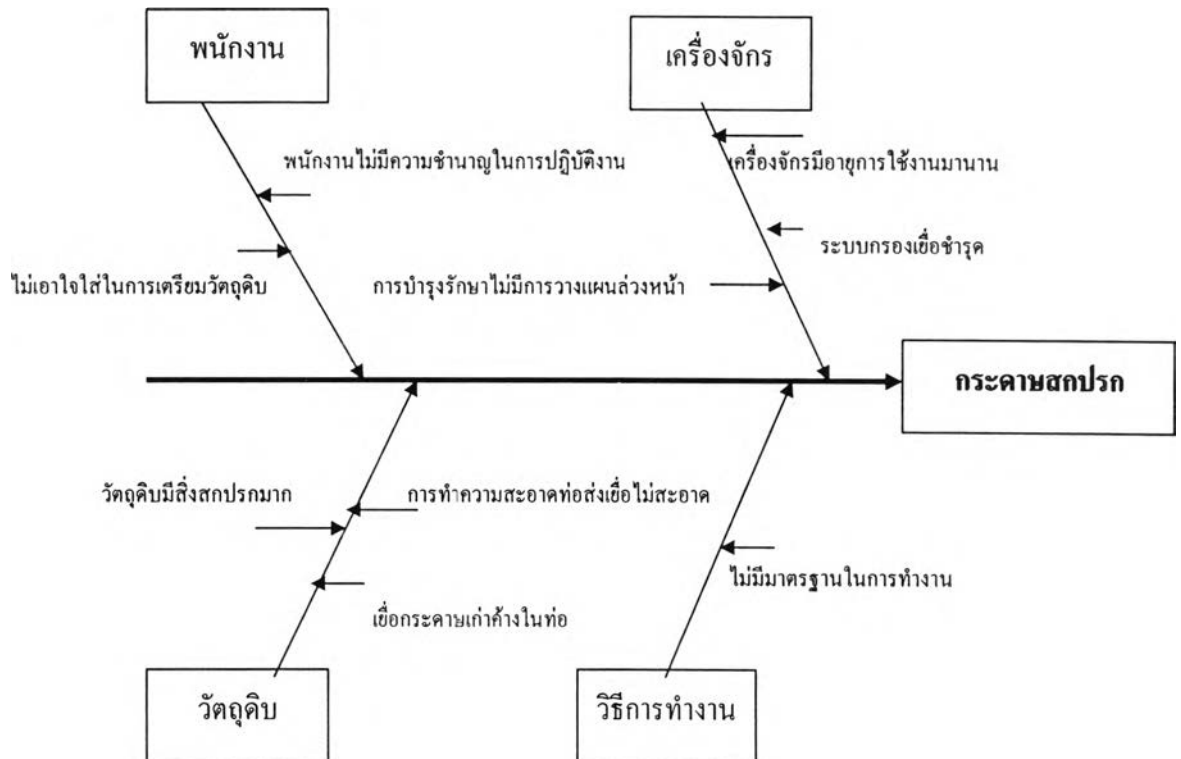 พนักงาน
เครื่องจักร
พนักงานไม่มีความชำนาญในการปฏิบัติงาน
เครื่องจักรมีอายุการใช้งานมานาน
ระบบกรองเยื่อชำรุด
ไม่เอาใจใส่ในการเตรียมวัตถุดิบ
การบำรุงรักษาไม่มีการวางแผนล่วงหน้า
กระดาษสกปรก
วัตถุดิบมีสิ่งสกปรกมาก
การทำความสะอาดท่อส่งเยื่อไม่สะอาด
ไม่มีมาตรฐานในการทำงาน
เยื่อกระดาษเก่าค้างในท่อ
วัตถุดิบ
วิธีการทำงาน